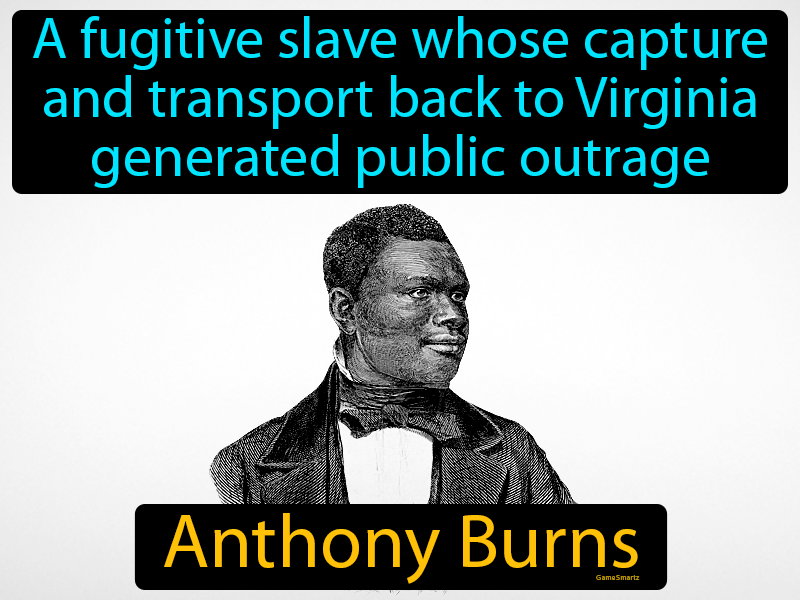 A fugitive slave whose capture
and transport back to Virginia
generated public outrage
Anthony Burns
GameSmartz